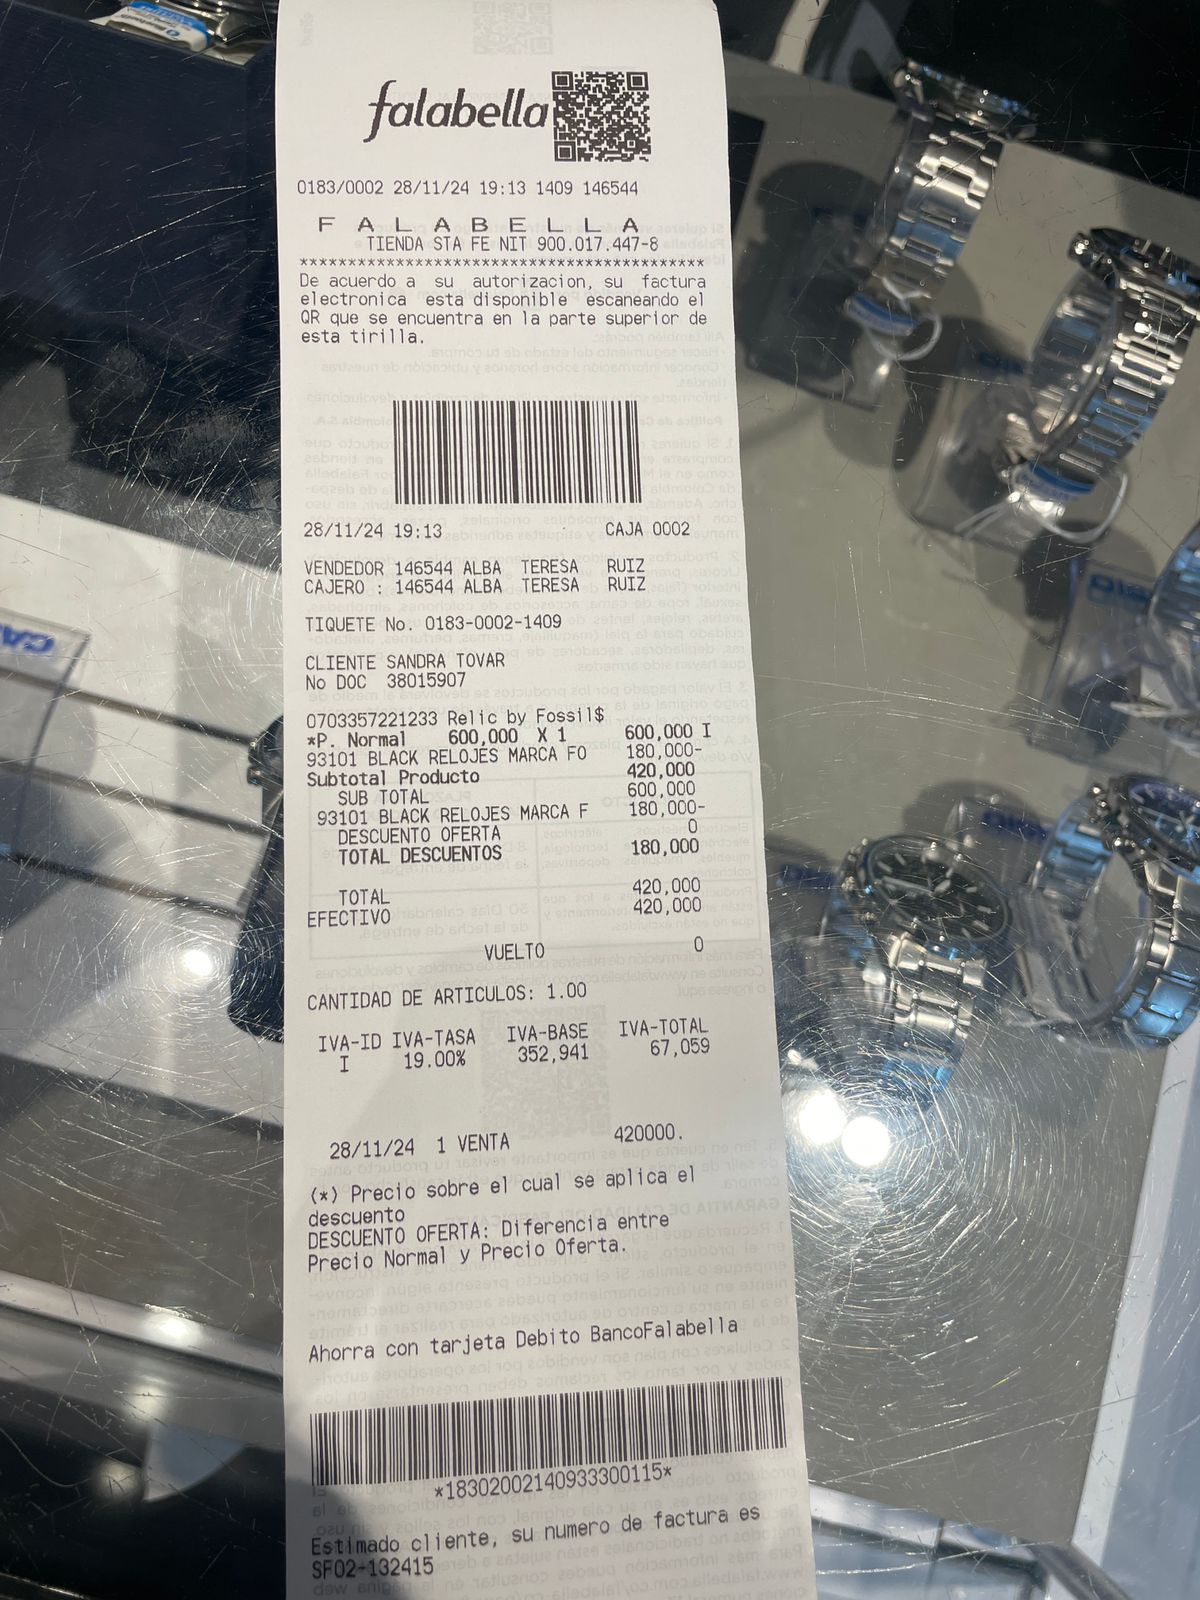 falabella
0183/0002 28/11/24 19:13 1409 146544
F A L A B E L L A
TIENDA STA FE NIT 900.017.447-8
****************************************
De acuerdo a su autorizacion, su factura
electronica esta disponible escaneando el
QR que se encuentra en la parte superior de
esta tirilla.
28/11/24 19:13 CAJA 0002
VENDEDOR 146544 ALBA TERESA RUIZ
CAJERO : 146544 ALBA TERESA RUIZ
TIQUETE No. 0183-0002-1409
CLIENTE SANDRA TOVAR
No DOC 38015907
0703357221233 Relic by Fossil$
*P. Normal 600,000 X 1 600,000 I
93101 BLACK RELOJES MARCA FO 180,000-
Subtotal Producto 420,000
SUB TOTAL 600,000
93101 BLACK RELOJES MARCA F 180,000-
DESCUENTO OFERTA 0
TOTAL DESCUENTOS 180,000
TOTAL 420,000
EFECTIVO 420,000
VUELTO 0
CANTIDAD DE ARTICULOS: 1.00
IVA-ID IVA-TASA IVA-BASE IVA-TOTAL
I 19.00% 352,941 67,059
28/11/24 1 VENTA 420000.
(*) Precio sobre el cual se aplica el
descuento
DESCUENTO OFERTA: Diferencia entre
Precio Normal y Precio Oferta.
Ahorra con tarjeta Debito BancoFalabella
*18302002140933300115*
Estimado cliente, su numero de factura es
SF02-132415